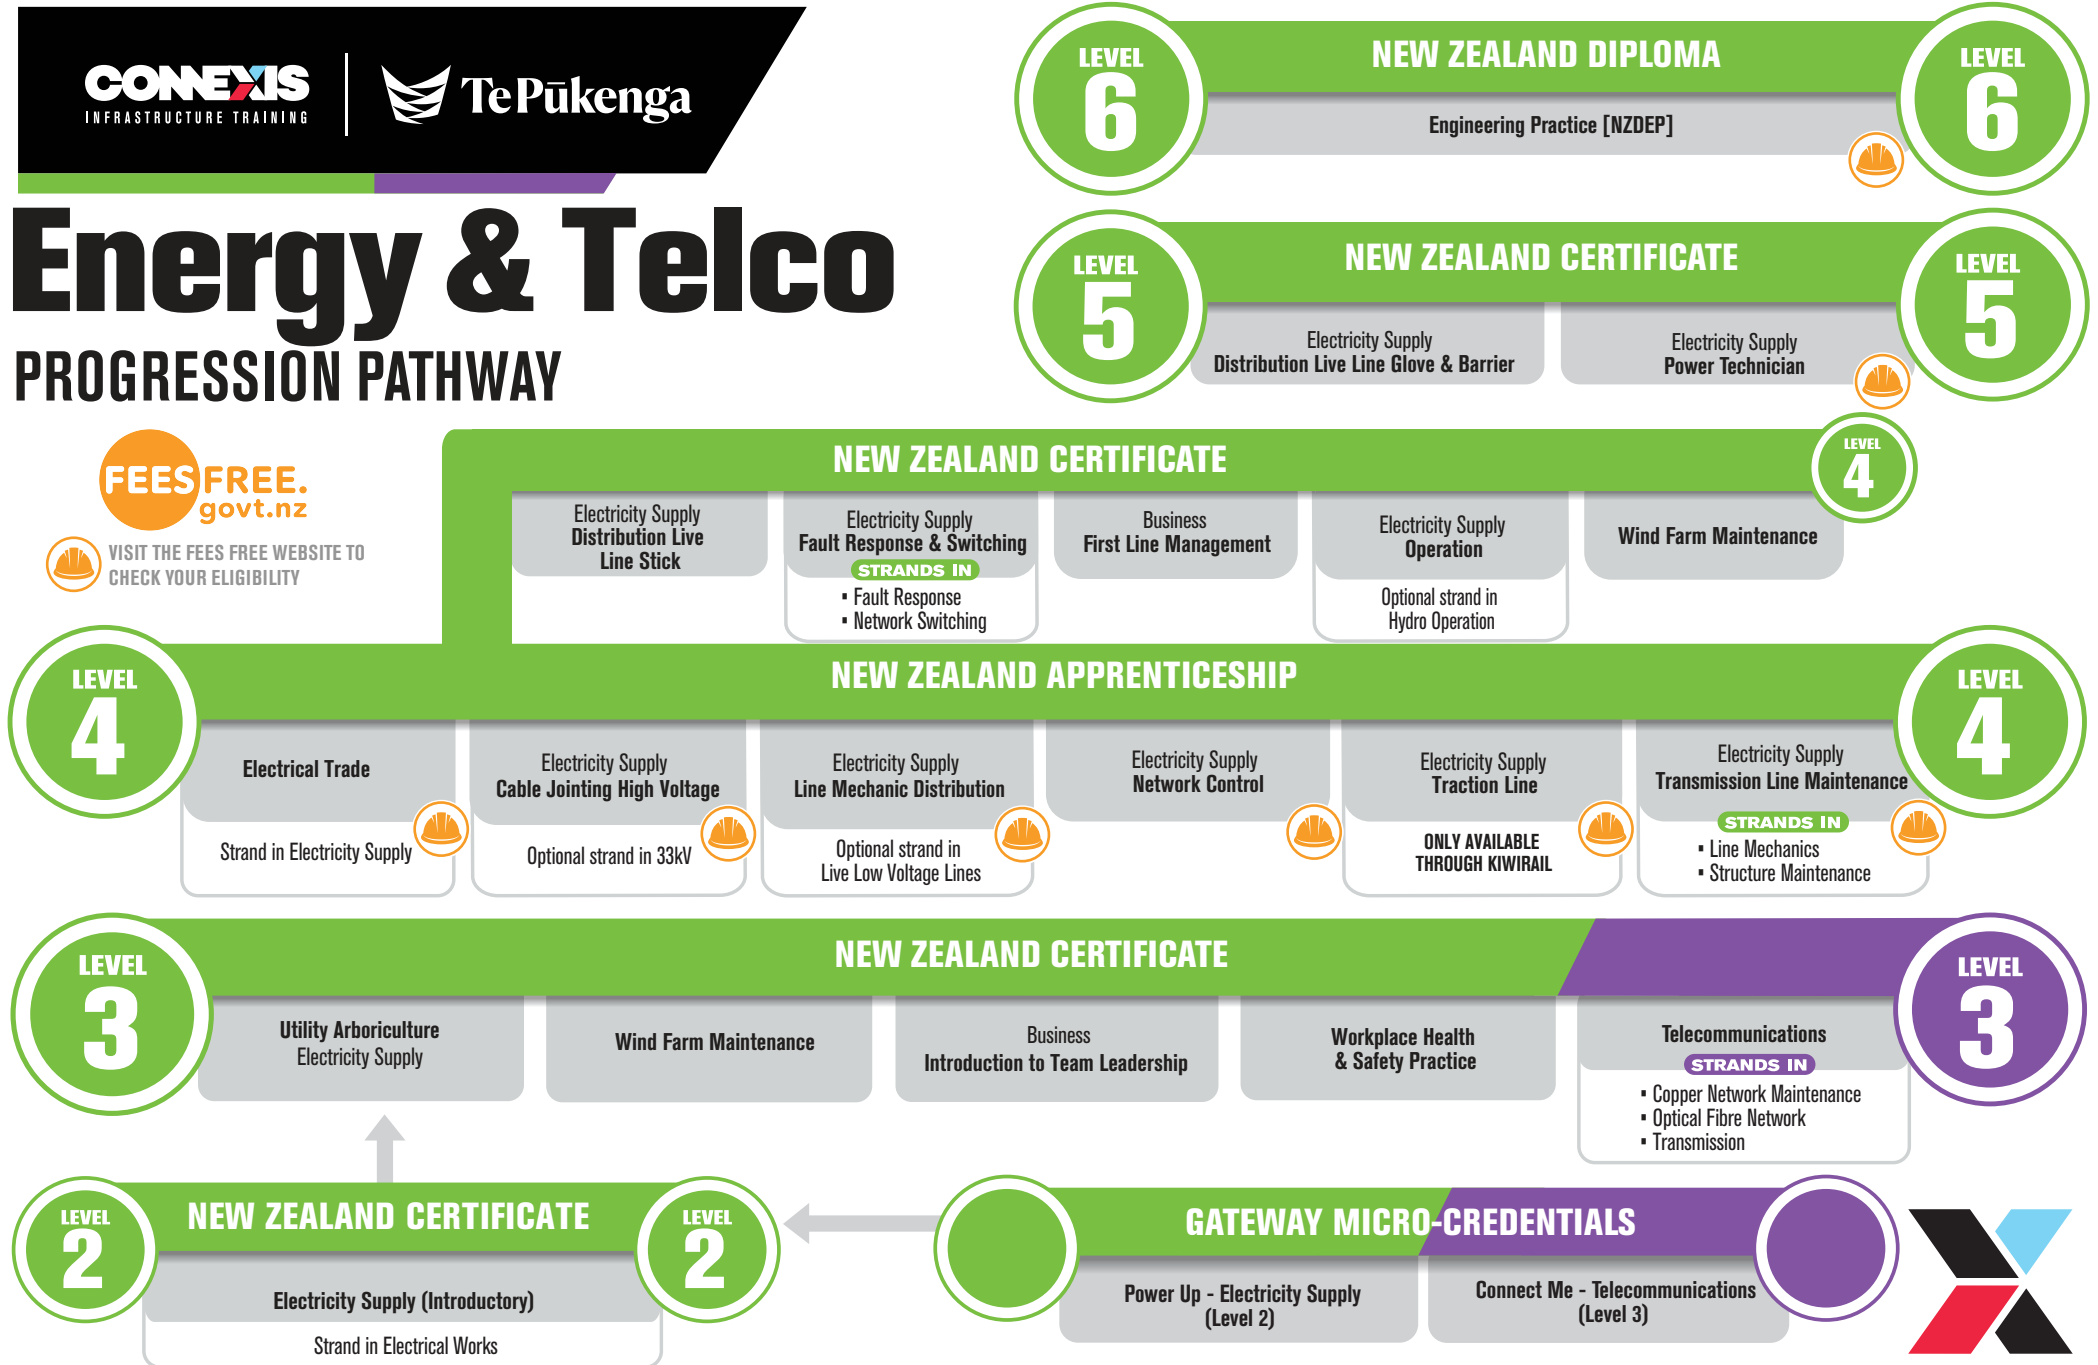 CONNEXIS
INFRASTRUCTURE TRAINING
Te Pūkenga
Energy & Telco
PROGRESSION PATHWAY
FEES FREE.
govt.nz
VISIT THE FEES FREE WEBSITE TO
CHECK YOUR ELIGIBILITY
LEVEL
6
NEW ZEALAND DIPLOMA
Engineering Practice [NZDEP]
LEVEL
6
LEVEL
5
NEW ZEALAND CERTIFICATE
Electricity Supply
Distribution Live Line Glove & Barrier
Electricity Supply
Power Technician
LEVEL
5
NEW ZEALAND CERTIFICATE
LEVEL
4
Electricity Supply
Distribution Live
Line Stick
Electricity Supply
Fault Response & Switching
STRANDS IN
▪ Fault Response
▪ Network Switching
Business
First Line Management
Electricity Supply
Operation
Optional strand in
Hydro Operation
Wind Farm Maintenance
LEVEL
4
NEW ZEALAND APPRENTICESHIP
LEVEL
4
Electrical Trade
Strand in Electricity Supply
Electricity Supply
Cable Jointing High Voltage
Optional strand in 33kV
Electricity Supply
Line Mechanic Distribution
Optional strand in
Live Low Voltage Lines
Electricity Supply
Network Control
Electricity Supply
Traction Line
ONLY AVAILABLE
THROUGH KIWIRAIL
Electricity Supply
Transmission Line Maintenance
STRANDS IN
▪ Line Mechanics
▪ Structure Maintenance
LEVEL
3
NEW ZEALAND CERTIFICATE
LEVEL
3
Utility Arboriculture
Electricity Supply
Wind Farm Maintenance
Business
Introduction to Team Leadership
Workplace Health
& Safety Practice
Telecommunications
STRANDS IN
▪ Copper Network Maintenance
▪ Optical Fibre Network
▪ Transmission
LEVEL
2
NEW ZEALAND CERTIFICATE
LEVEL
2
Electricity Supply (Introductory)
Strand in Electrical Works
GATEWAY MICRO-CREDENTIALS
Power Up - Electricity Supply
(Level 2)
Connect Me - Telecommunications
(Level 3)